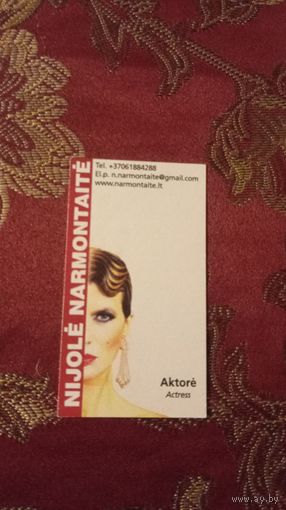 NIJOLĖ NARMONTAITĖ
Tel. +37061884288
El.p. n.narmontaite@gmail.com
www.narmontaite.lt
Aktorė
Actress
www.ay.by